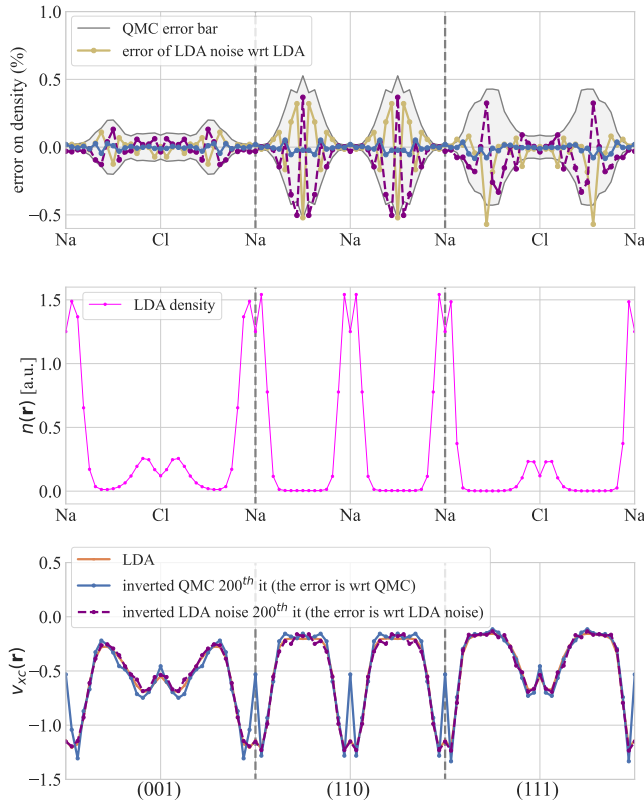 QMC error bar
error of LDA noise wrt LDA
error on density (%)
1.0
0.5
0.0
−0.5
Na Cl Na Na Na Cl Na
LDA density
n(r) [a.u.]
1.5
1.0
0.5
0.0
Na Cl Na Na Na Cl Na
LDA
inverted QMC 200th it (the error is wrt QMC)
inverted LDA noise 200th it (the error is wrt LDA noise)
vxc(r)
0.5
0.0
−0.5
−1.0
−1.5
(001) (110) (111)